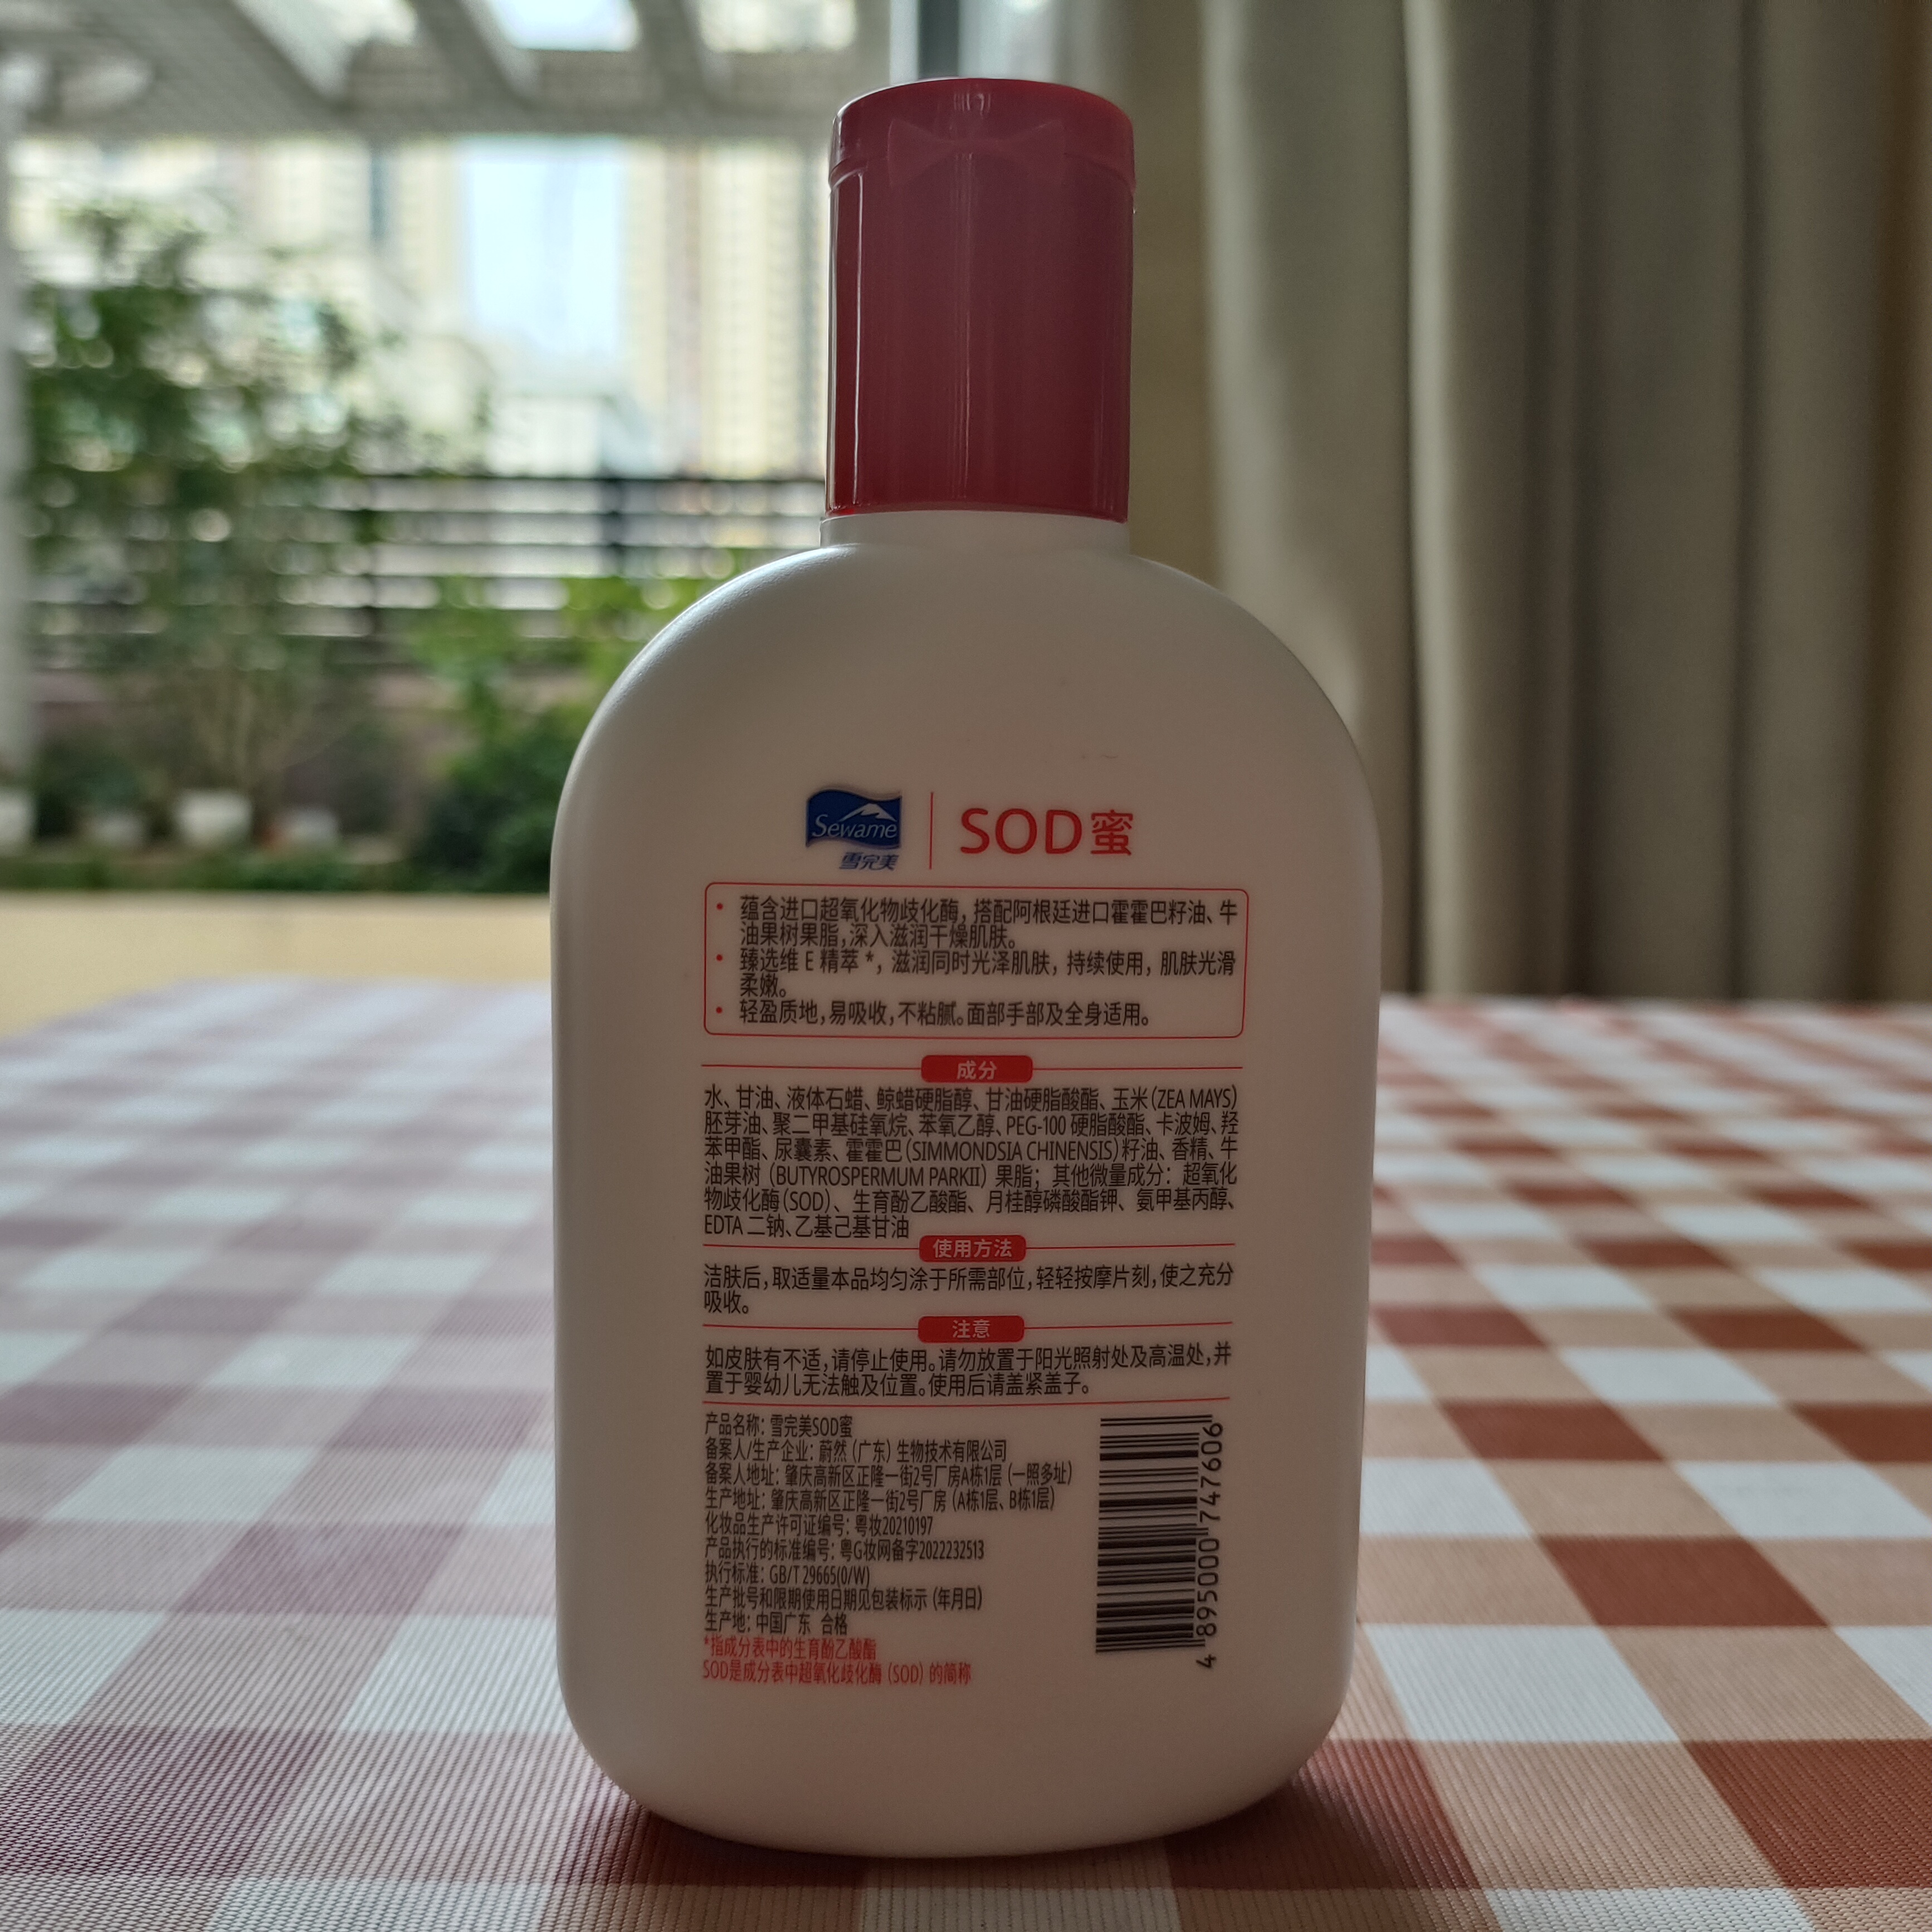 Sewame
雪完美
SOD蜜
• 蕴含进口超氧化物歧化酶，搭配阿根廷进口霍霍巴籽油、牛
油果树果脂，深入滋润干燥肌肤。
• 臻选维 E 精萃 *，滋润同时光泽肌肤，持续使用，肌肤光滑
柔嫩。
• 轻盈质地，易吸收，不粘腻。面部手部及全身适用。
成分
水、甘油、液体石蜡、鲸蜡硬脂醇、甘油硬脂酸酯、玉米（ZEA MAYS）
胚芽油、聚二甲基硅氧烷、苯氧乙醇、PEG-100 硬脂酸酯、卡波姆、羟
苯甲酯、尿囊素、霍霍巴（SIMMONDSIA CHINENSIS）籽油、香精、牛
油果树（BUTYROSPERMUM PARKII）果脂；其他微量成分：超氧化
物歧化酶（SOD）、生育酚乙酸酯、月桂醇磷酸酯钾、氨甲基丙醇、
EDTA 二钠、乙基己基甘油
使用方法
洁肤后，取适量本品均匀涂于所需部位，轻轻按摩片刻，使之充分
吸收。
注意
如皮肤有不适，请停止使用。请勿放置于阳光照射处及高温处，并
置于婴幼儿无法触及位置。使用后请盖紧盖子。
产品名称：雪完美SOD蜜
备案人/生产企业：蔚然（广东）生物技术有限公司
备案人地址：肇庆高新区正隆一街2号厂房A栋1层（一照多址）
生产地址：肇庆高新区正隆一街2号厂房（A栋1层、B栋1层）
化妆品生产许可证编号：粤妆20210197
产品执行的标准编号：粤G妆网备字2022232513
执行标准：GB/T 29665(O/W)
生产批号和限期使用日期见包装标示（年月日）
生产地：中国广东 合格
*指成分表中的生育酚乙酸酯
SOD是成分表中超氧化歧化酶（SOD）的简称
4 895000 747606